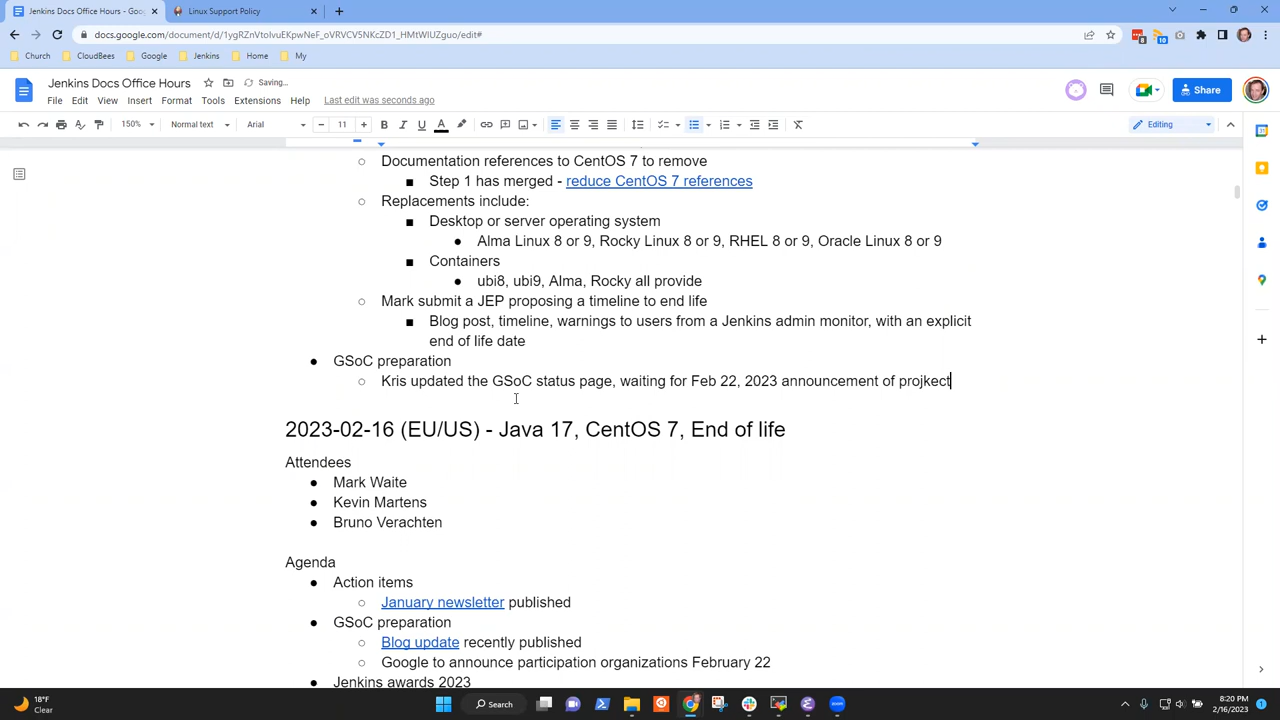 Jenkins Docs Office Hours - Goo
Linux Support Policy
docs.google.com/document/d/1ygRZnVtoIvuEKpwNeF_oVRVCV5NKcZD1_HMtWIUZguo/edit#
Church
CloudBees
Google
Jenkins
Home
My
Jenkins Docs Office Hours
Saving...
File
Edit
View
Insert
Format
Tools
Extensions
Help
Last edit was seconds ago
Share
150%
Normal text
Arial
11
Editing
Documentation references to CentOS 7 to remove
Step 1 has merged - reduce CentOS 7 references
Replacements include:
Desktop or server operating system
Alma Linux 8 or 9, Rocky Linux 8 or 9, RHEL 8 or 9, Oracle Linux 8 or 9
Containers
ubi8, ubi9, Alma, Rocky all provide
Mark submit a JEP proposing a timeline to end life
Blog post, timeline, warnings to users from a Jenkins admin monitor, with an explicit
end of life date
GSoC preparation
Kris updated the GSoC status page, waiting for Feb 22, 2023 announcement of projkect
2023-02-16 (EU/US) - Java 17, CentOS 7, End of life
Attendees
Mark Waite
Kevin Martens
Bruno Verachten
Agenda
Action items
January newsletter published
GSoC preparation
Blog update recently published
Google to announce participation organizations February 22
Jenkins awards 2023
18°F
Clear
Search
8:20 PM
2/16/2023